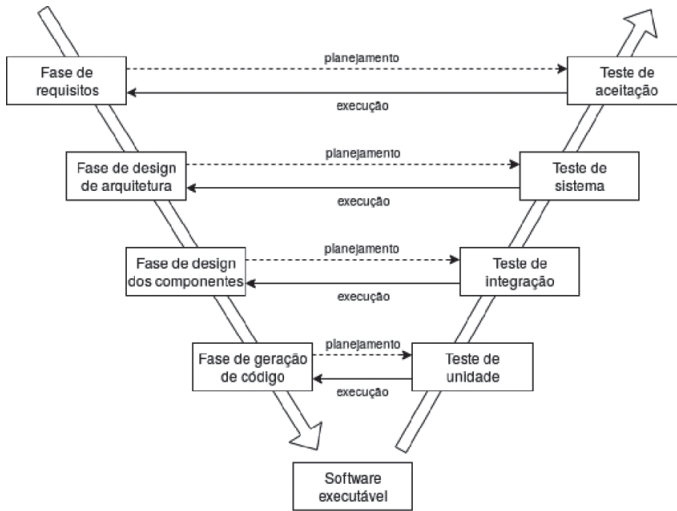 planejamento
Fase de
requisitos
Teste de
aceitação
execução
planejamento
Fase de design
de arquitetura
Teste de
sistema
execução
planejamento
Fase de design
dos componentes
Teste de
integração
execução
planejamento
Fase de geração
de código
Teste de
unidade
execução
Software
executável